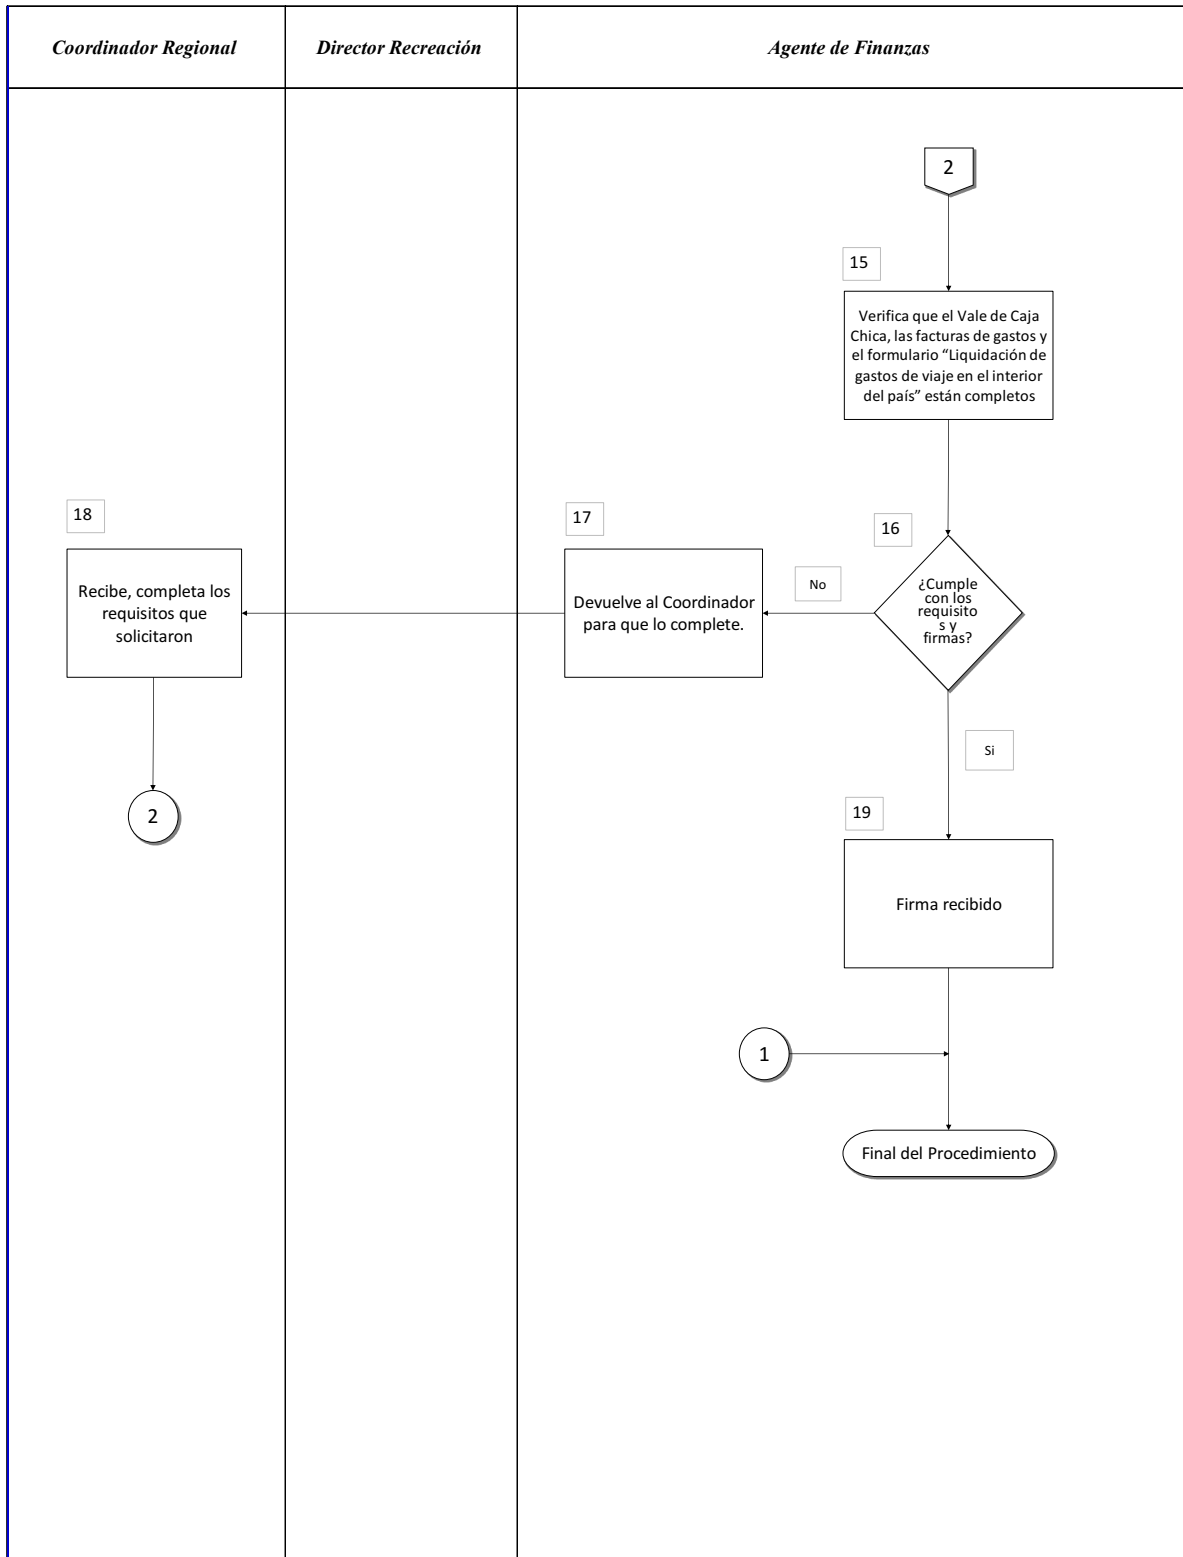 Coordinador Regional
Director Recreación
Agente de Finanzas
2
15
Verifica que el Vale de Caja
Chica, las facturas de gastos y
el formulario “Liquidación de
gastos de viaje en el interior
del país” están completos
18
17
16
Recibe, completa los
requisitos que
solicitaron
Devuelve al Coordinador
para que lo complete.
No
¿Cumple
con los
requisito
s y
firmas?
Si
2
19
Firma recibido
1
Final del Procedimiento